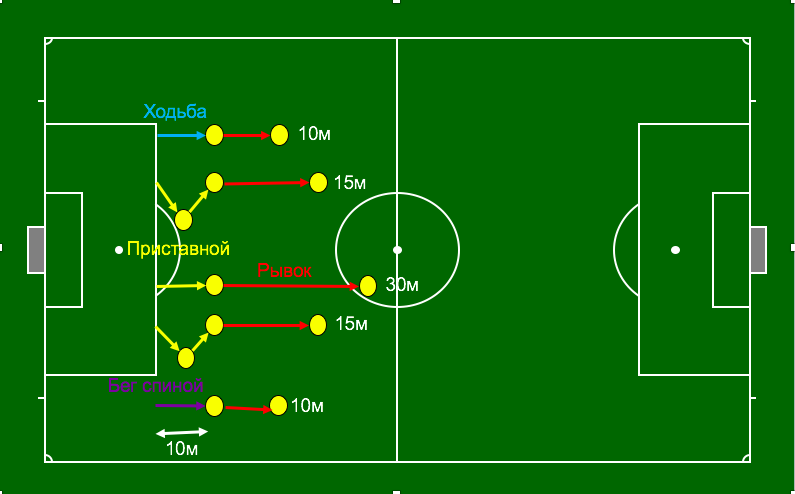 Ходьба
10м
15м
Приставной
Рывок
30м
15м
Бег спиной
10м
10м